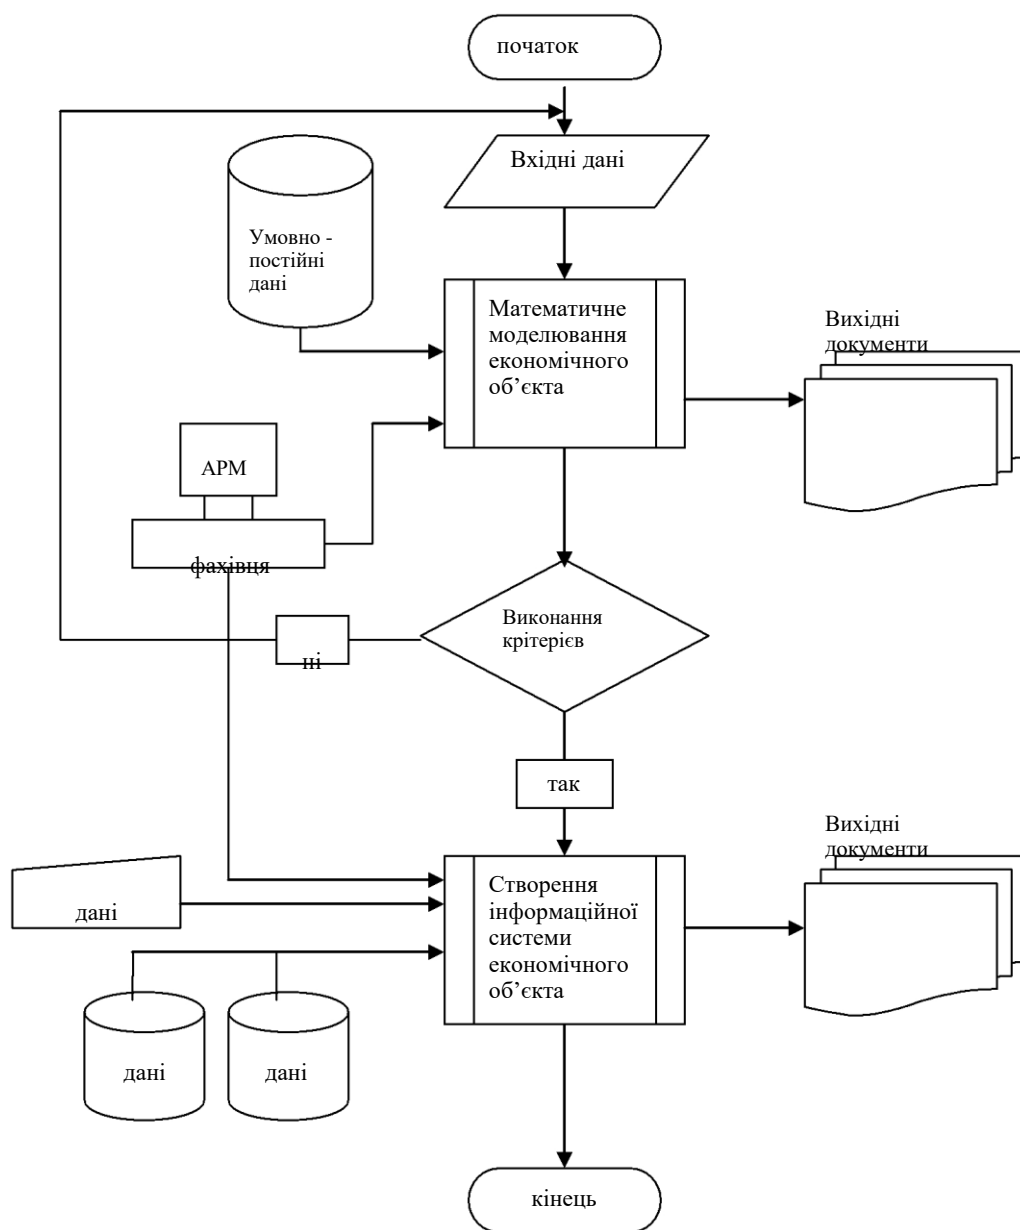 початок
Вхідні дані
Умовно -
постійні
дані
Математичне
моделювання
економічного
об’єкта
Вихідні
документи
АРМ
фахівця
Виконання
крітерієв
ні
так
Вихідні
документи
Створення
інформаційної
системи
економічного
об’єкта
дані
дані
дані
кінець